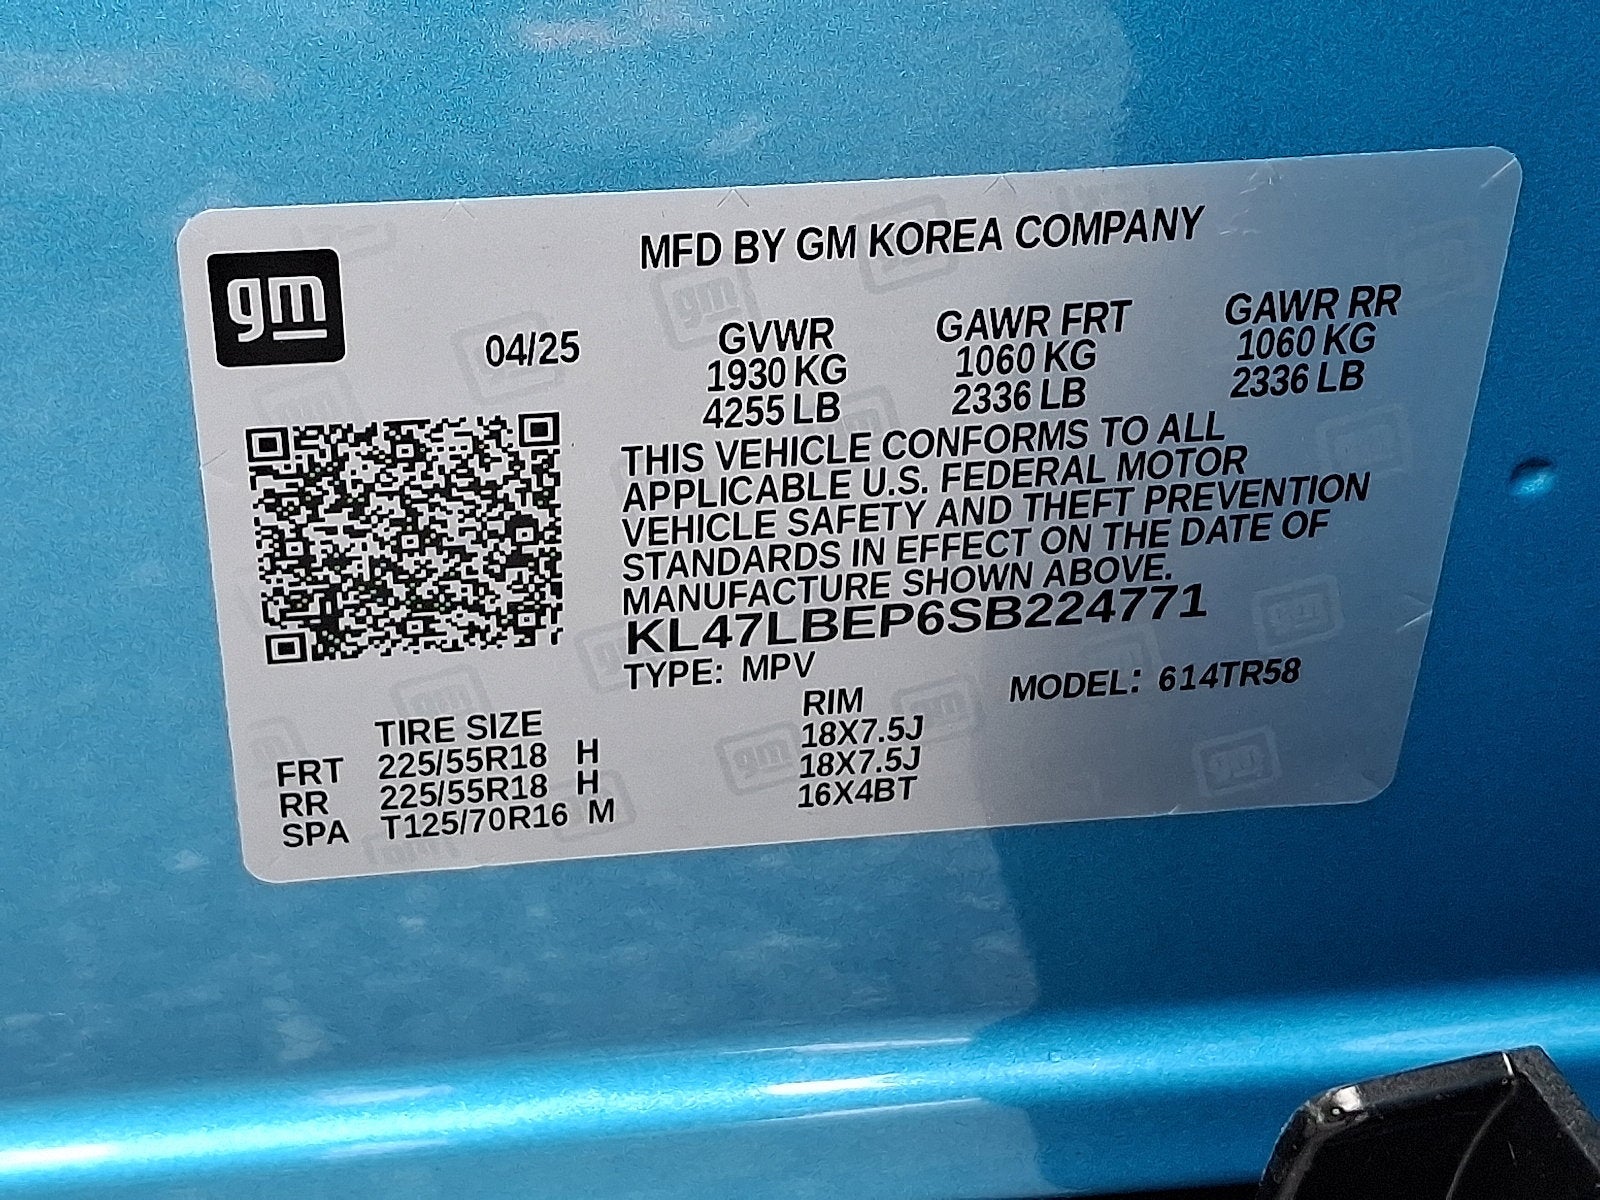 gm
MFD BY GM KOREA COMPANY
04/25
GVWR GAWR FRT GAWR RR
1930 KG 1060 KG 1060 KG
4255 LB 2336 LB 2336 LB
THIS VEHICLE CONFORMS TO ALL
APPLICABLE U.S. FEDERAL MOTOR
VEHICLE SAFETY AND THEFT PREVENTION
STANDARDS IN EFFECT ON THE DATE OF
MANUFACTURE SHOWN ABOVE.
KL47LBEP6SB224771
TYPE: MPV MODEL: 614TR58
TIRE SIZE RIM
FRT 225/55R18 H 18X7.5J
RR 225/55R18 H 18X7.5J
SPA T125/70R16 M 16X4BT